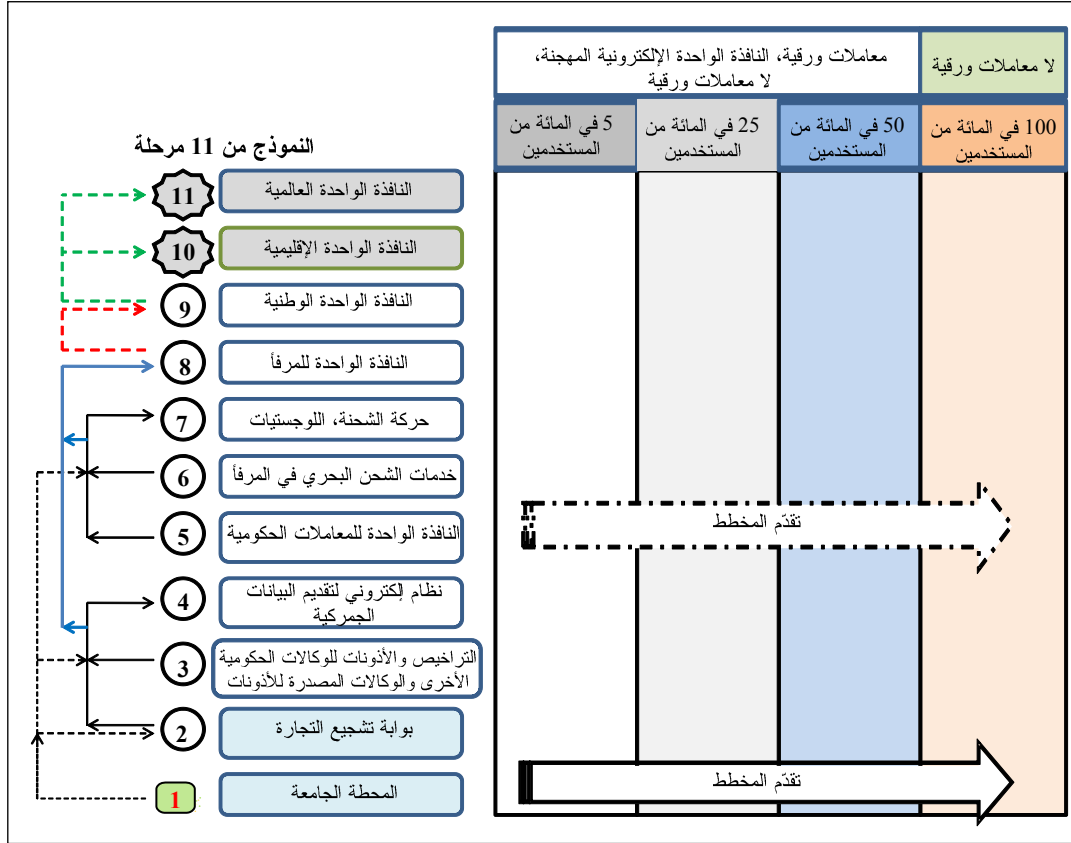 لا معاملات ورقية
معاملات ورقية، النافذة الواحدة الإلكترونية المهجنة،
لا معاملات ورقية
100 في المائة من
المستخدمين
50 في المائة من
المستخدمين
25 في المائة من
المستخدمين
5 في المائة من
المستخدمين
تقدّم المخطط
تقدّم المخطط
النموذج من 11 مرحلة
النافذة الواحدة العالمية
11
النافذة الواحدة الإقليمية
10
النافذة الواحدة الوطنية
9
النافذة الواحدة للمرفأ
8
حركة الشحنة، اللوجستيات
7
خدمات الشحن البحري في المرفأ
6
النافذة الواحدة للمعاملات الحكومية
5
نظام إلكتروني لتقديم البيانات
الجمركية
4
التراخيص والأذونات للوكالات الحكومية
الأخرى والوكالات المصدرة للأذونات
3
بوابة تشجيع التجارة
2
المحطة الجامعة
1